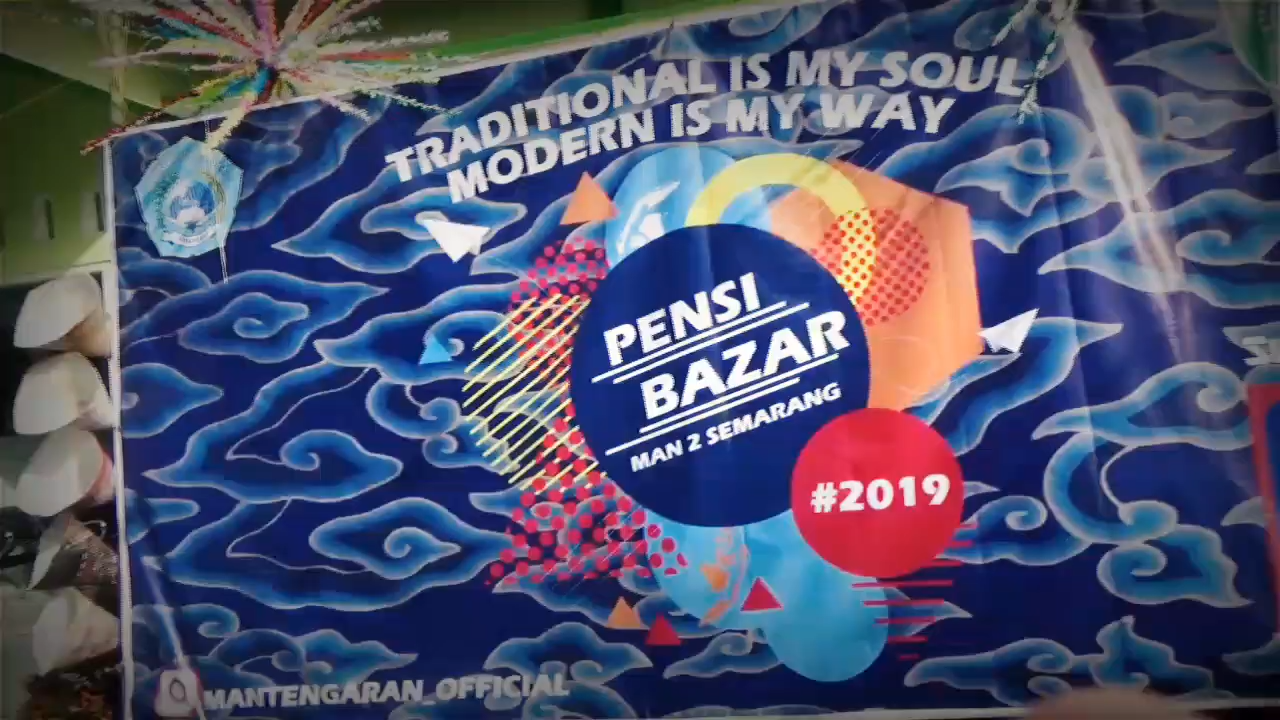 TRADITIONAL IS MY SOUL
MODERN IS MY WAY
PENSI
BAZAR
MAN 2 SEMARANG
#2019
MANTENGARAN_OFFICIAL